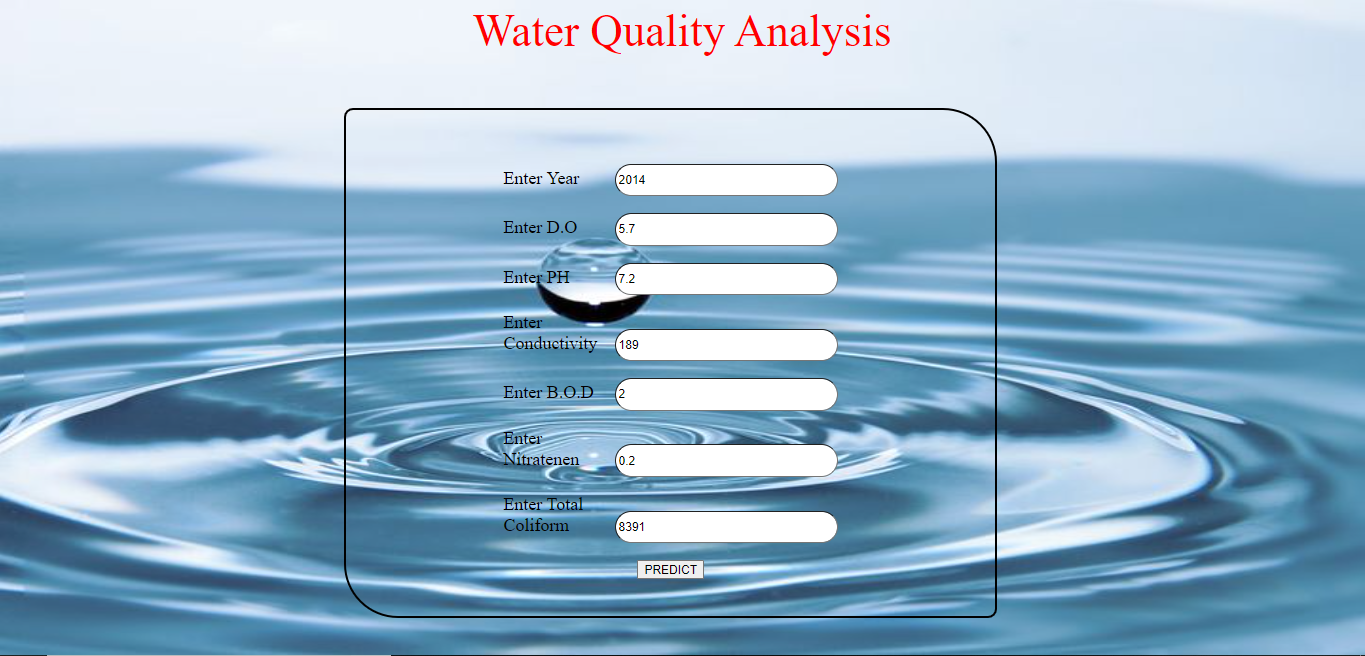 Water Quality Analysis
Enter Year 2014
Enter D.O 5.7
Enter PH 7.2
Enter
Conductivity 189
Enter B.O.D 2
Enter
Nitratenen 0.2
Enter Total
Coliform 8391
PREDICT